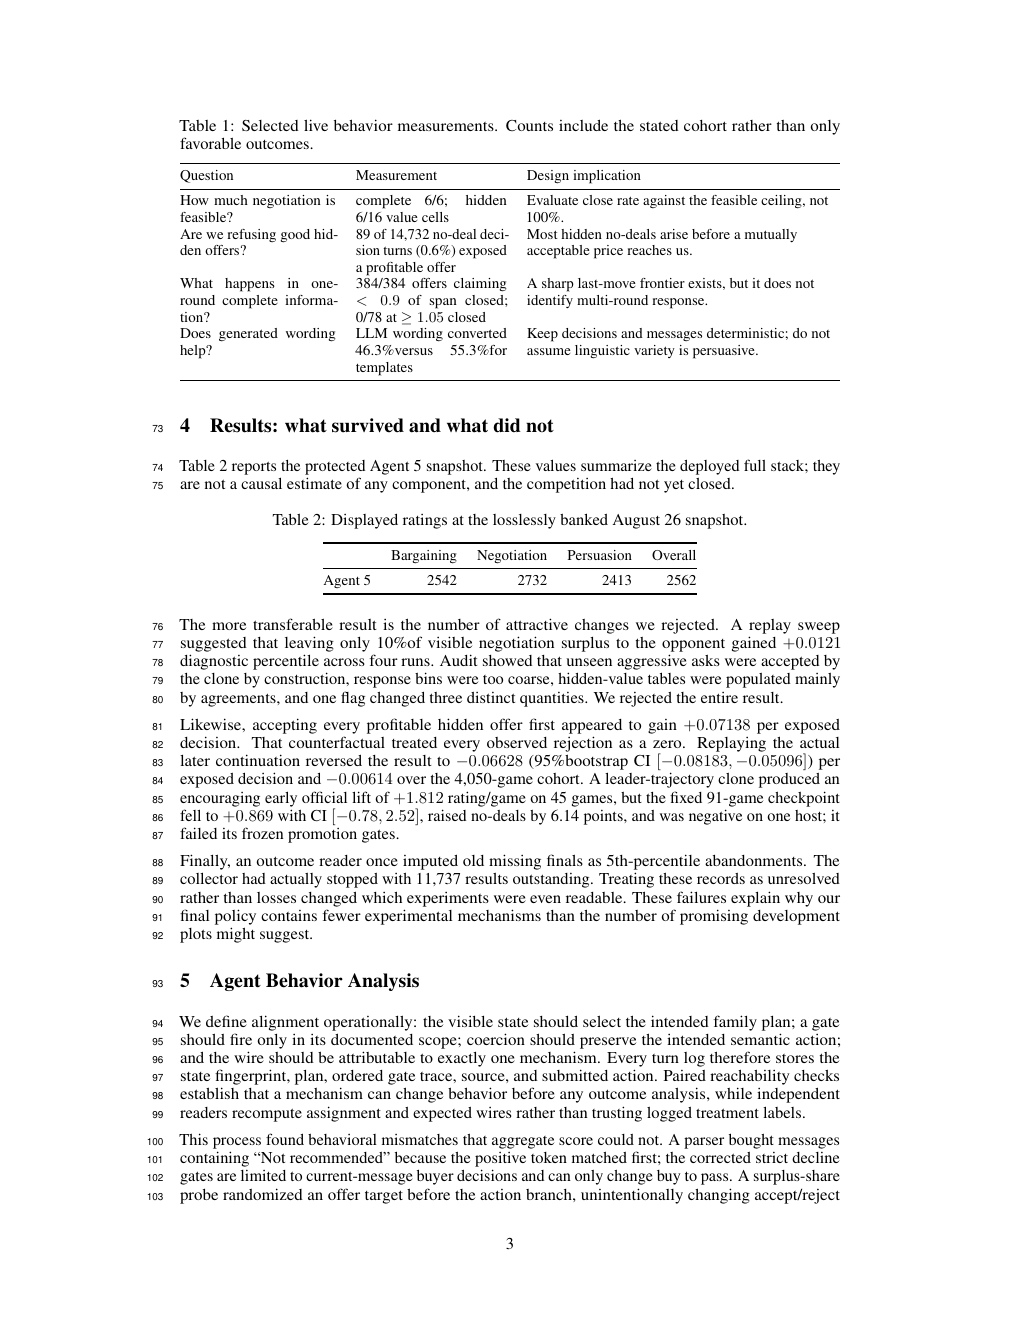 Table 1: Selected live behavior measurements. Counts include the stated cohort rather than only
favorable outcomes.
Question Measurement Design implication
How much negotiation is
feasible?
complete 6/6; hidden
6/16 value cells
Evaluate close rate against the feasible ceiling, not
100%.
Are we refusing good hid-
den offers?
89 of 14,732 no-deal deci-
sion turns (0.6%) exposed
a profitable offer
Most hidden no-deals arise before a mutually
acceptable price reaches us.
What happens in one-
round complete informa-
tion?
384/384 offers claiming
< 0.9 of span closed;
0/78 at ≥ 1.05 closed
A sharp last-move frontier exists, but it does not
identify multi-round response.
Does generated wording
help?
LLM wording converted
46.3%versus 55.3%for
templates
Keep decisions and messages deterministic; do not
assume linguistic variety is persuasive.
73 4 Results: what survived and what did not
74 Table 2 reports the protected Agent 5 snapshot. These values summarize the deployed full stack; they
75 are not a causal estimate of any component, and the competition had not yet closed.
Table 2: Displayed ratings at the losslessly banked August 26 snapshot.
Bargaining Negotiation Persuasion Overall
Agent 5 2542 2732 2413 2562
76 The more transferable result is the number of attractive changes we rejected. A replay sweep
77 suggested that leaving only 10%of visible negotiation surplus to the opponent gained +0.0121
78 diagnostic percentile across four runs. Audit showed that unseen aggressive asks were accepted by
79 the clone by construction, response bins were too coarse, hidden-value tables were populated mainly
80 by agreements, and one flag changed three distinct quantities. We rejected the entire result.
81 Likewise, accepting every profitable hidden offer first appeared to gain +0.07138 per exposed
82 decision. That counterfactual treated every observed rejection as a zero. Replaying the actual
83 later continuation reversed the result to −0.06628 (95%bootstrap CI [−0.08183, −0.05096]) per
84 exposed decision and −0.00614 over the 4,050-game cohort. A leader-trajectory clone produced an
85 encouraging early official lift of +1.812 rating/game on 45 games, but the fixed 91-game checkpoint
86 fell to +0.869 with CI [−0.78, 2.52], raised no-deals by 6.14 points, and was negative on one host; it
87 failed its frozen promotion gates.
88 Finally, an outcome reader once imputed old missing finals as 5th-percentile abandonments. The
89 collector had actually stopped with 11,737 results outstanding. Treating these records as unresolved
90 rather than losses changed which experiments were even readable. These failures explain why our
91 final policy contains fewer experimental mechanisms than the number of promising development
92 plots might suggest.
93 5 Agent Behavior Analysis
94 We define alignment operationally: the visible state should select the intended family plan; a gate
95 should fire only in its documented scope; coercion should preserve the intended semantic action;
96 and the wire should be attributable to exactly one mechanism. Every turn log therefore stores the
97 state fingerprint, plan, ordered gate trace, source, and submitted action. Paired reachability checks
98 establish that a mechanism can change behavior before any outcome analysis, while independent
99 readers recompute assignment and expected wires rather than trusting logged treatment labels.
100 This process found behavioral mismatches that aggregate score could not. A parser bought messages
101 containing “Not recommended” because the positive token matched first; the corrected strict decline
102 gates are limited to current-message buyer decisions and can only change buy to pass. A surplus-share
103 probe randomized an offer target before the action branch, unintentionally changing accept/reject
3